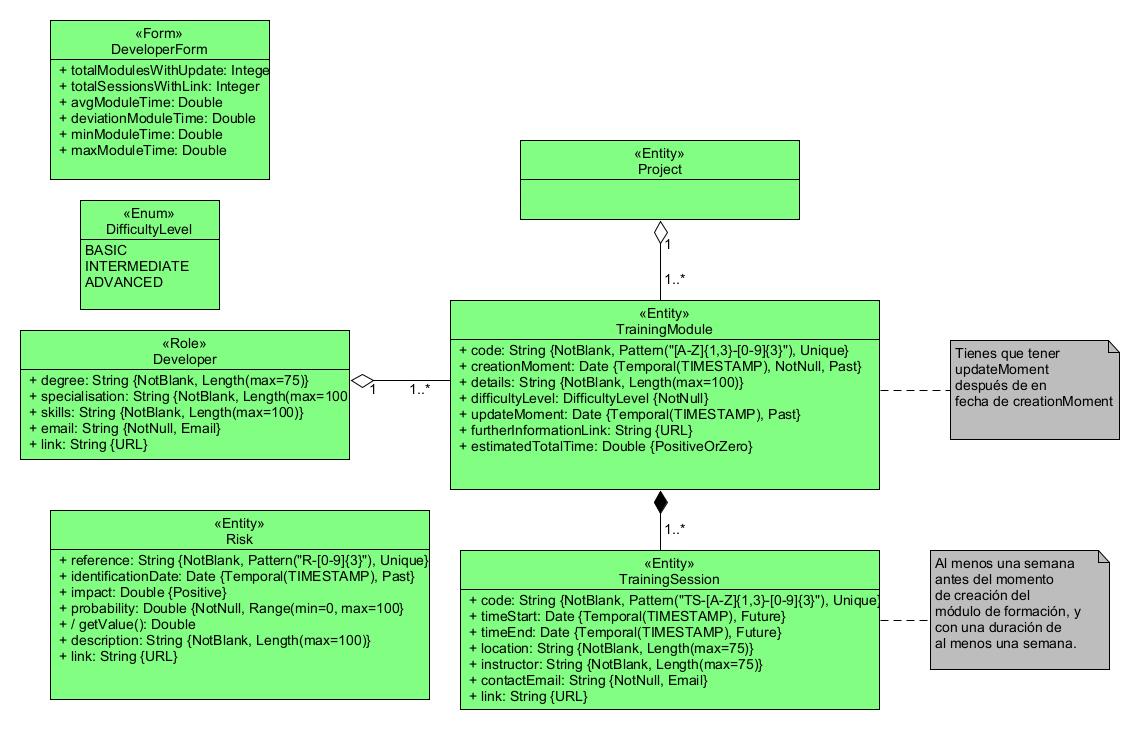 «Form»
DeveloperForm
+ totalModulesWithUpdate: Intege
+ totalSessionsWithLink: Integer
+ avgModuleTime: Double
+ deviationModuleTime: Double
+ minModuleTime: Double
+ maxModuleTime: Double
«Entity»
Project
«Enum»
DifficultyLevel
BASIC
INTERMEDIATE
ADVANCED
1
1..*
«Entity»
TrainingModule
+ code: String {NotBlank, Pattern("[A-Z]{1,3}-[0-9]{3}"), Unique}
+ creationMoment: Date {Temporal(TIMESTAMP), NotNull, Past}
+ details: String {NotBlank, Length(max=100)}
+ difficultyLevel: DifficultyLevel {NotNull}
+ updateMoment: Date {Temporal(TIMESTAMP), Past}
+ furtherInformationLink: String {URL}
+ estimatedTotalTime: Double {PositiveOrZero}
«Role»
Developer
+ degree: String {NotBlank, Length(max=75)}
+ specialisation: String {NotBlank, Length(max=100
+ skills: String {NotBlank, Length(max=100)}
+ email: String {NotNull, Email}
+ link: String {URL}
1
1..*
Tienes que tener
updateMoment
después de en
fecha de creationMoment
1..*
«Entity»
Risk
+ reference: String {NotBlank, Pattern("R-[0-9]{3}"), Unique}
+ identificationDate: Date {Temporal(TIMESTAMP), Past}
+ impact: Double {Positive}
+ probability: Double {NotNull, Range(min=0, max=100}
+ / getValue(): Double
+ description: String {NotBlank, Length(max=100)}
+ link: String {URL}
«Entity»
TrainingSession
+ code: String {NotBlank, Pattern("TS-[A-Z]{1,3}-[0-9]{3}"), Unique}
+ timeStart: Date {Temporal(TIMESTAMP), Future}
+ timeEnd: Date {Temporal(TIMESTAMP), Future}
+ location: String {NotBlank, Length(max=75)}
+ instructor: String {NotBlank, Length(max=75)}
+ contactEmail: String {NotNull, Email}
+ link: String {URL}
Al menos una semana
antes del momento
de creación del
módulo de formación, y
con una duración de
al menos una semana.